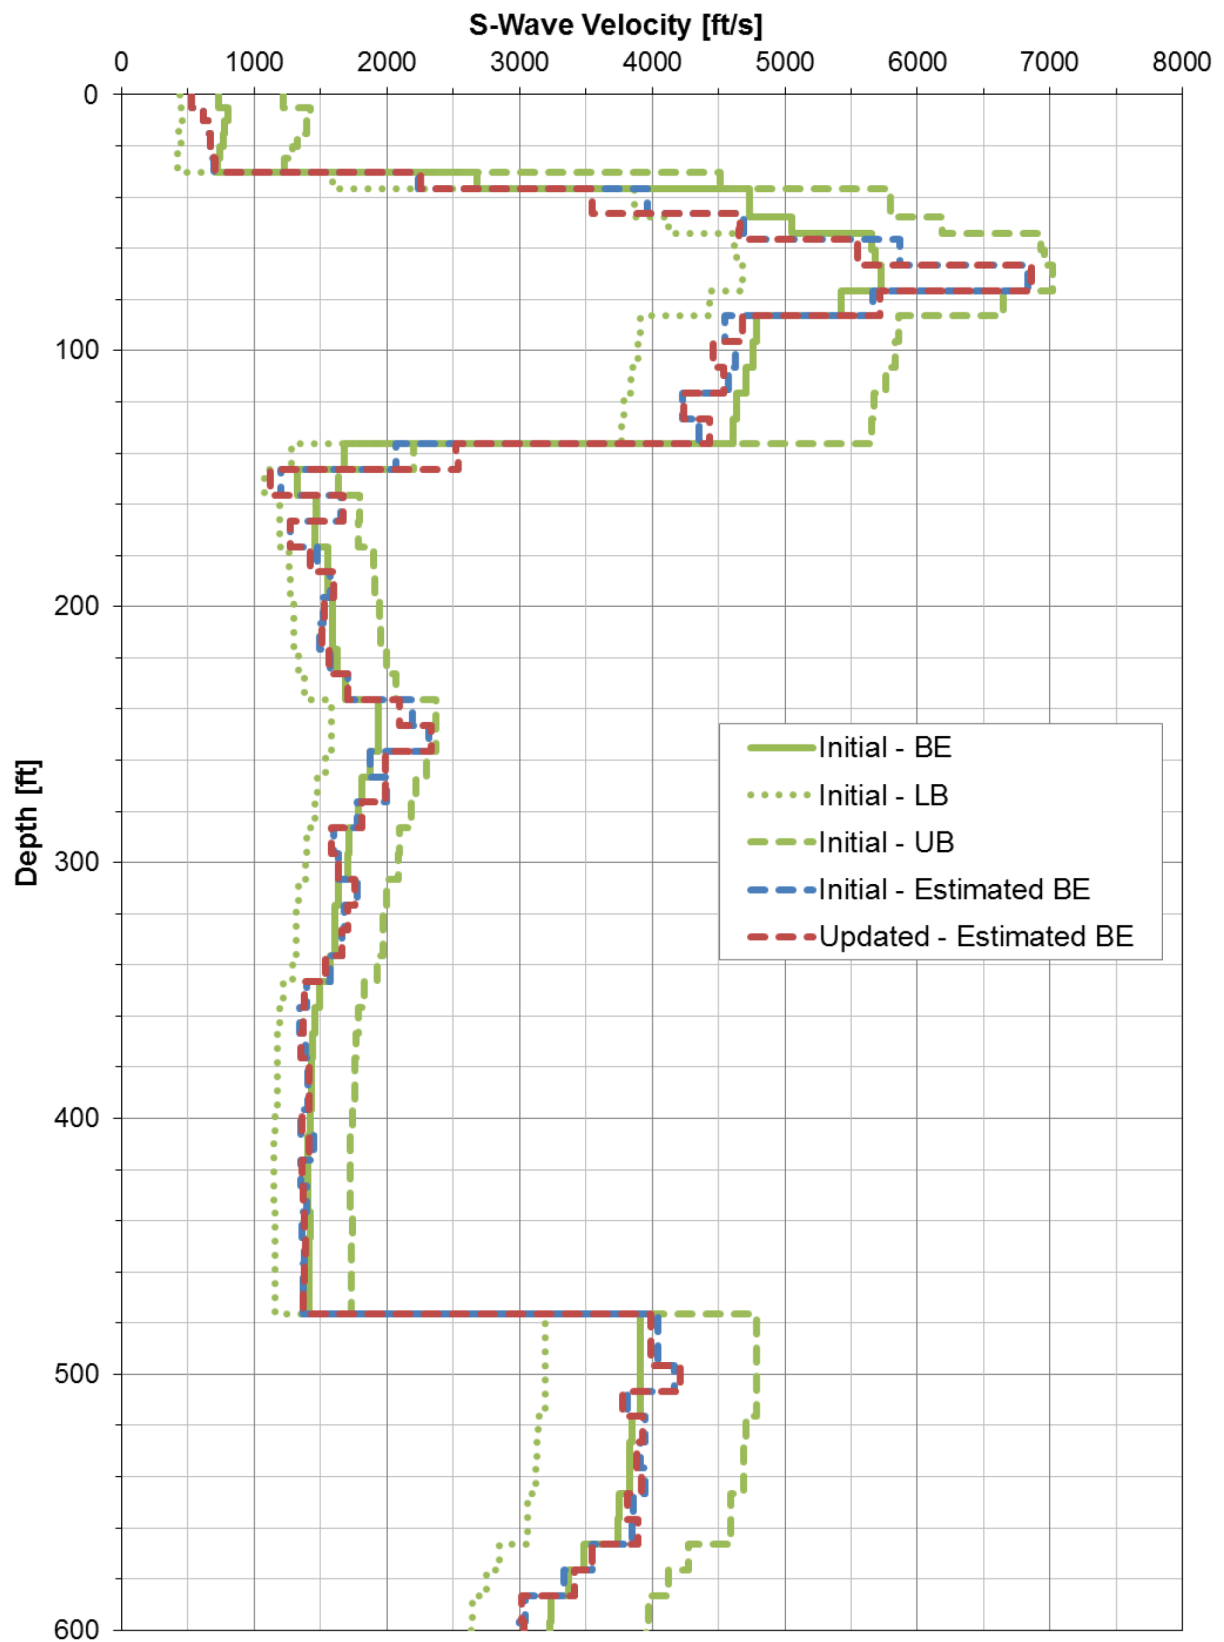 S-Wave Velocity [ft/s]
0 1000 2000 3000 4000 5000 6000 7000 8000
0
100
200
300
400
500
600
Depth [ft]
Initial - BE
Initial - LB
Initial - UB
Initial - Estimated BE
Updated - Estimated BE